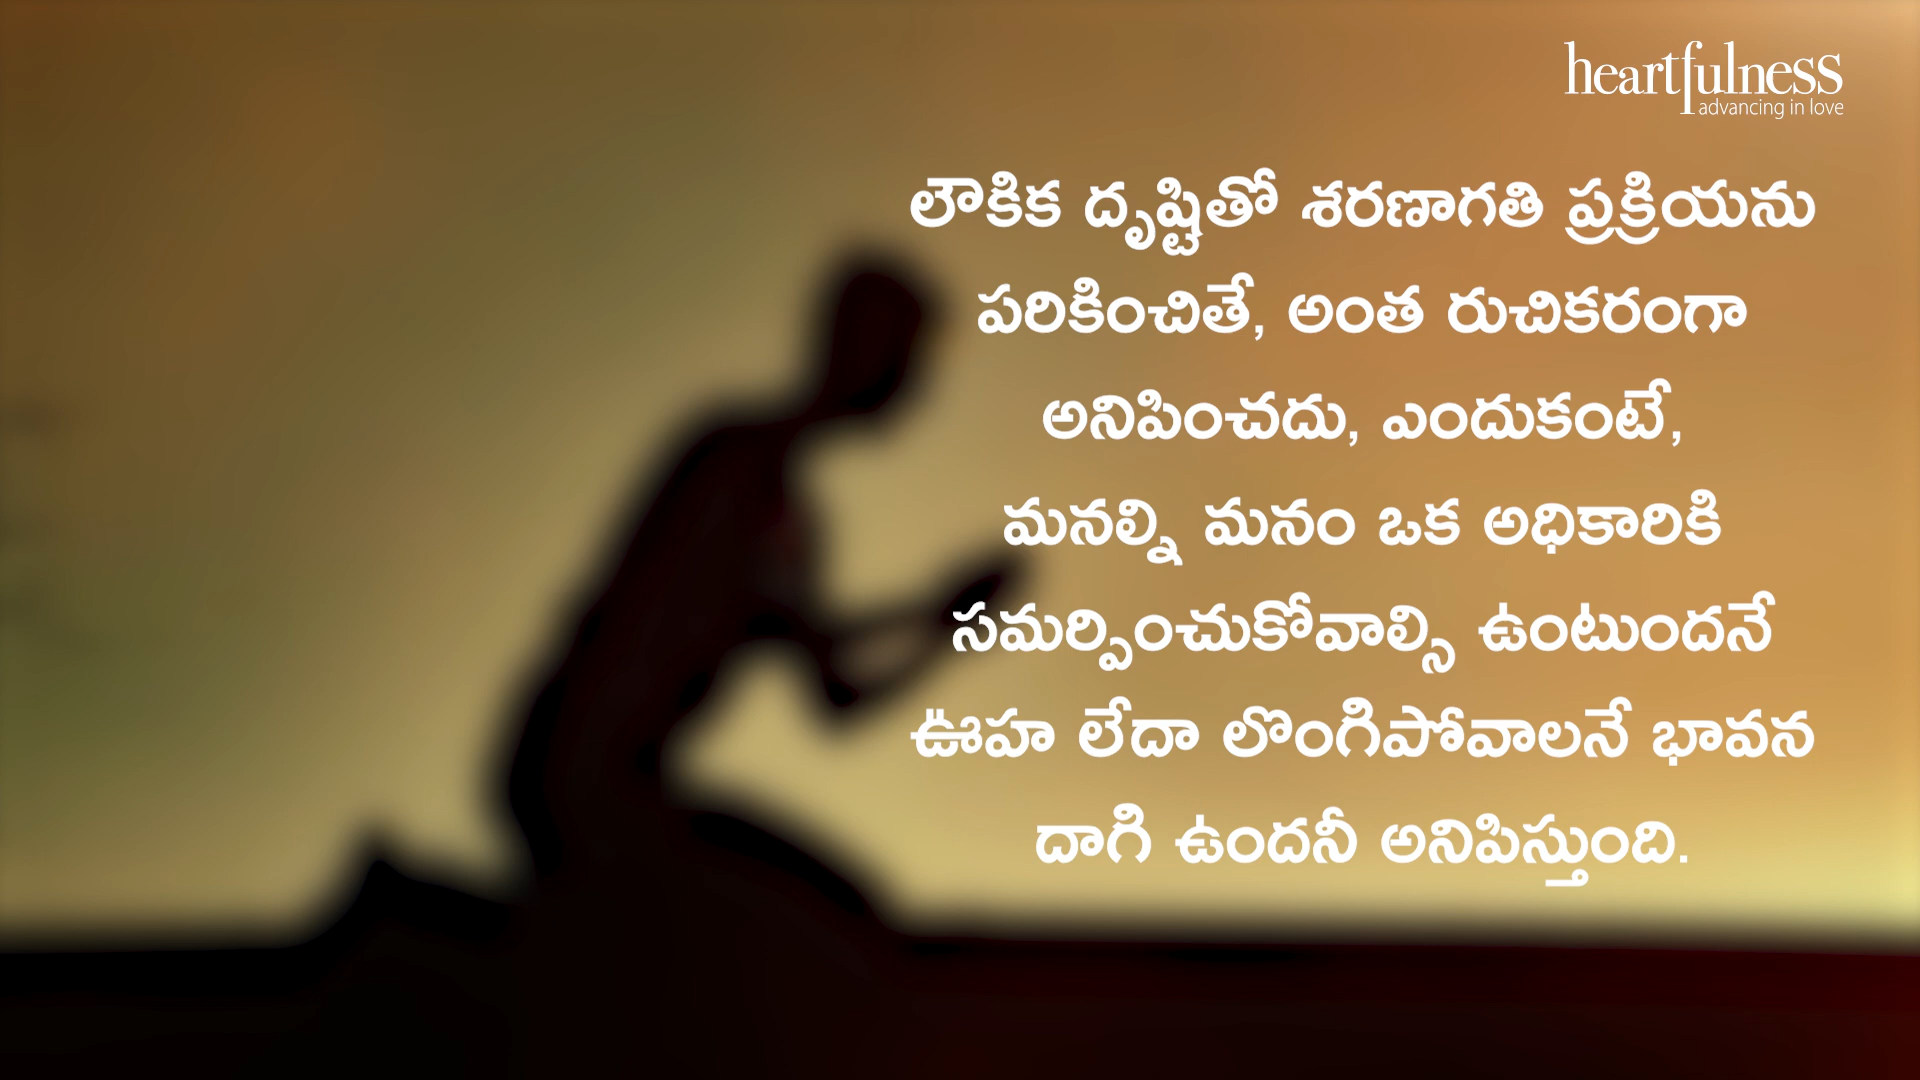 heartfulness
advancing in love
లౌకిక దృష్టితో శరణాగతి ప్రక్రియను
పరికించితే, అంత రుచికరంగా
అనిపించదు, ఎందుకంటే,
మనల్ని మనం ఒక అధికారికి
సమర్పించుకోవాల్సి ఉంటుందనే
ఊహ లేదా లొంగిపోవాలనే భావన
దాగి ఉందనీ అనిపిస్తుంది.